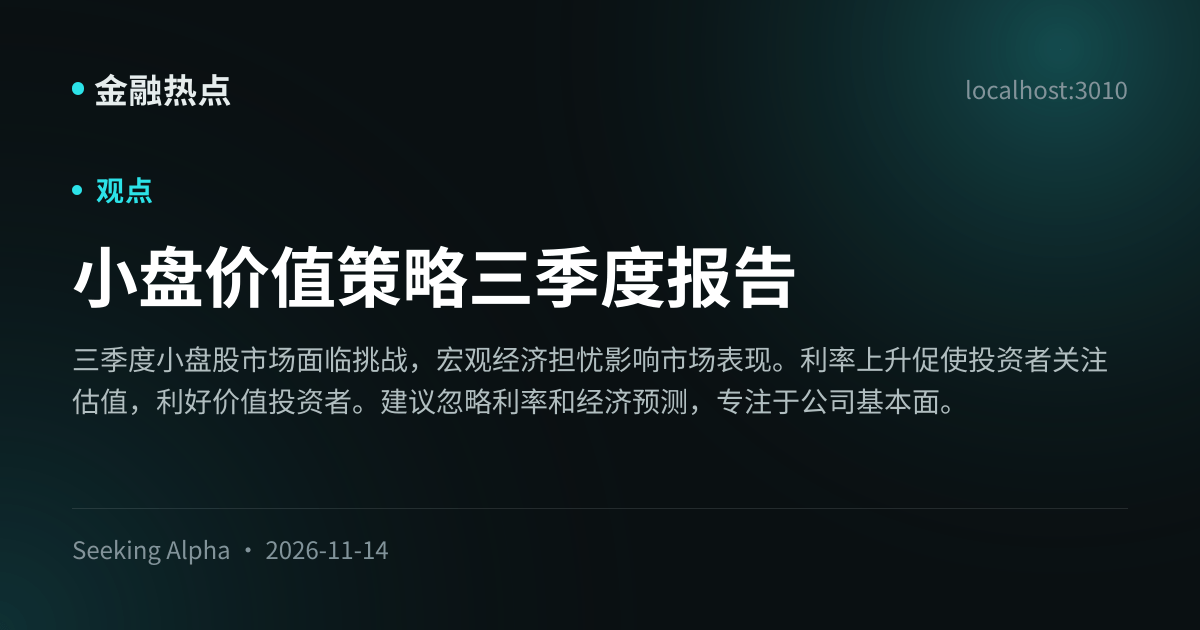 金融热点
localhost:3010
观点
小盘价值策略三季度报告
三季度小盘股市场面临挑战，宏观经济担忧影响市场表现。利率上升促使投资者关注
估值，利好价值投资者。建议忽略利率和经济预测，专注于公司基本面。
Seeking Alpha • 2026-11-14